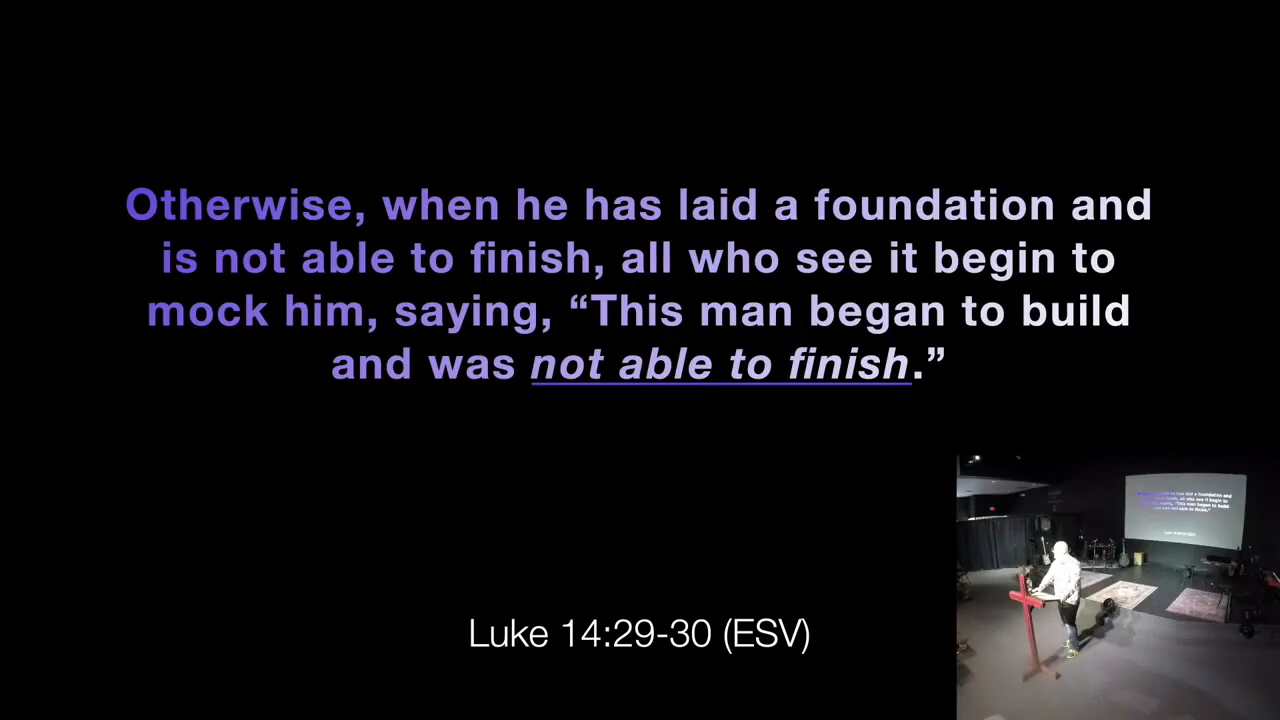 Otherwise, when he has laid a foundation and
is not able to finish, all who see it begin to
mock him, saying, “This man began to build
and was not able to finish.”
Luke 14:29-30 (ESV)